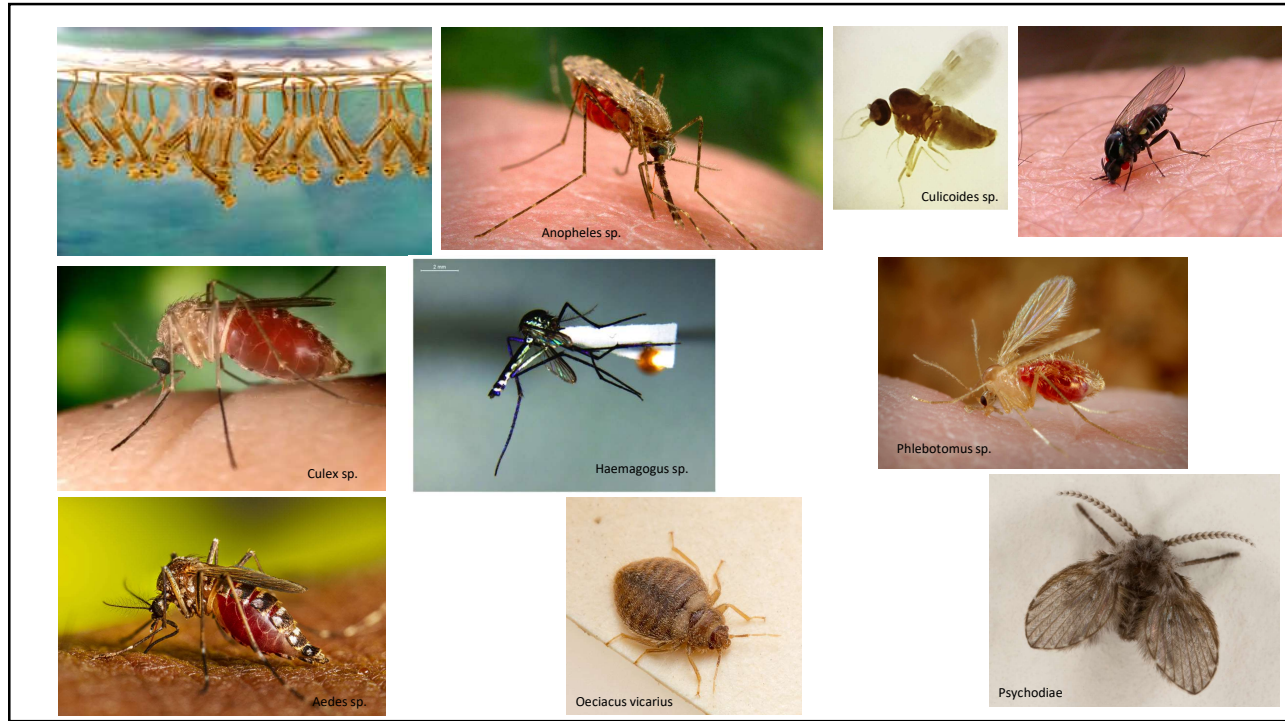 Anopheles sp.
Culicoides sp.
2 mm
Culex sp.
Haemagogus sp.
Phlebotomus sp.
Aedes sp.
Oeciacus vicarius
Psychodiae